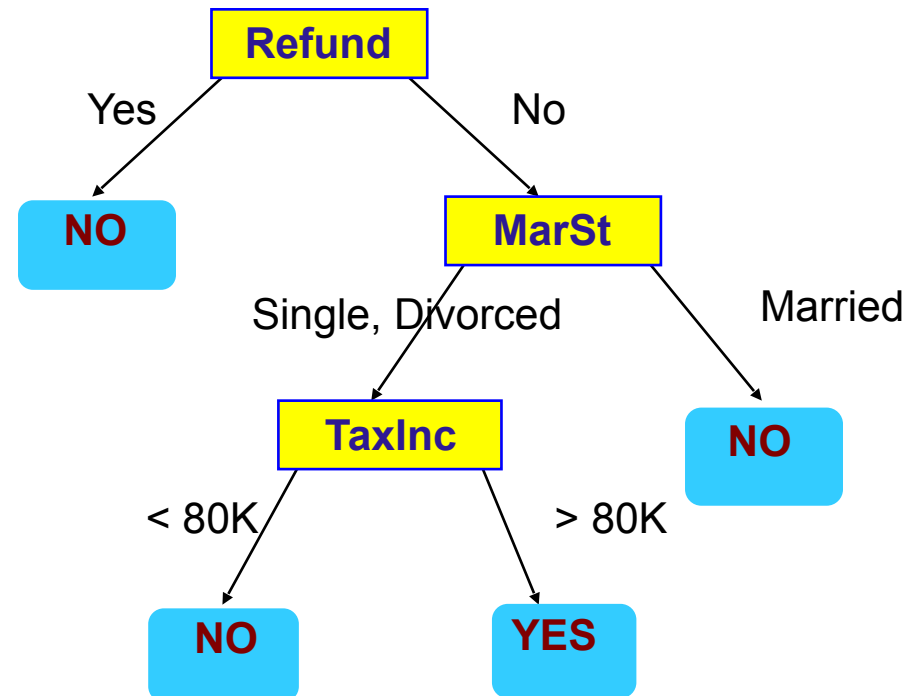 Refund
Yes
No
NO
MarSt
Single, Divorced
Married
TaxInc
NO
< 80K
> 80K
NO
YES